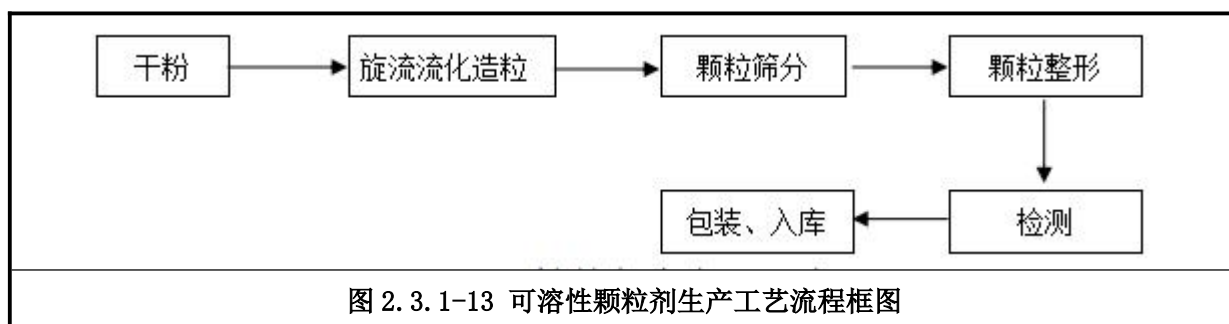 干粉
旋流流化造粒
颗粒筛分
颗粒整形
检测
包装、入库
图 2.3.1-13 可溶性颗粒剂生产工艺流程框图